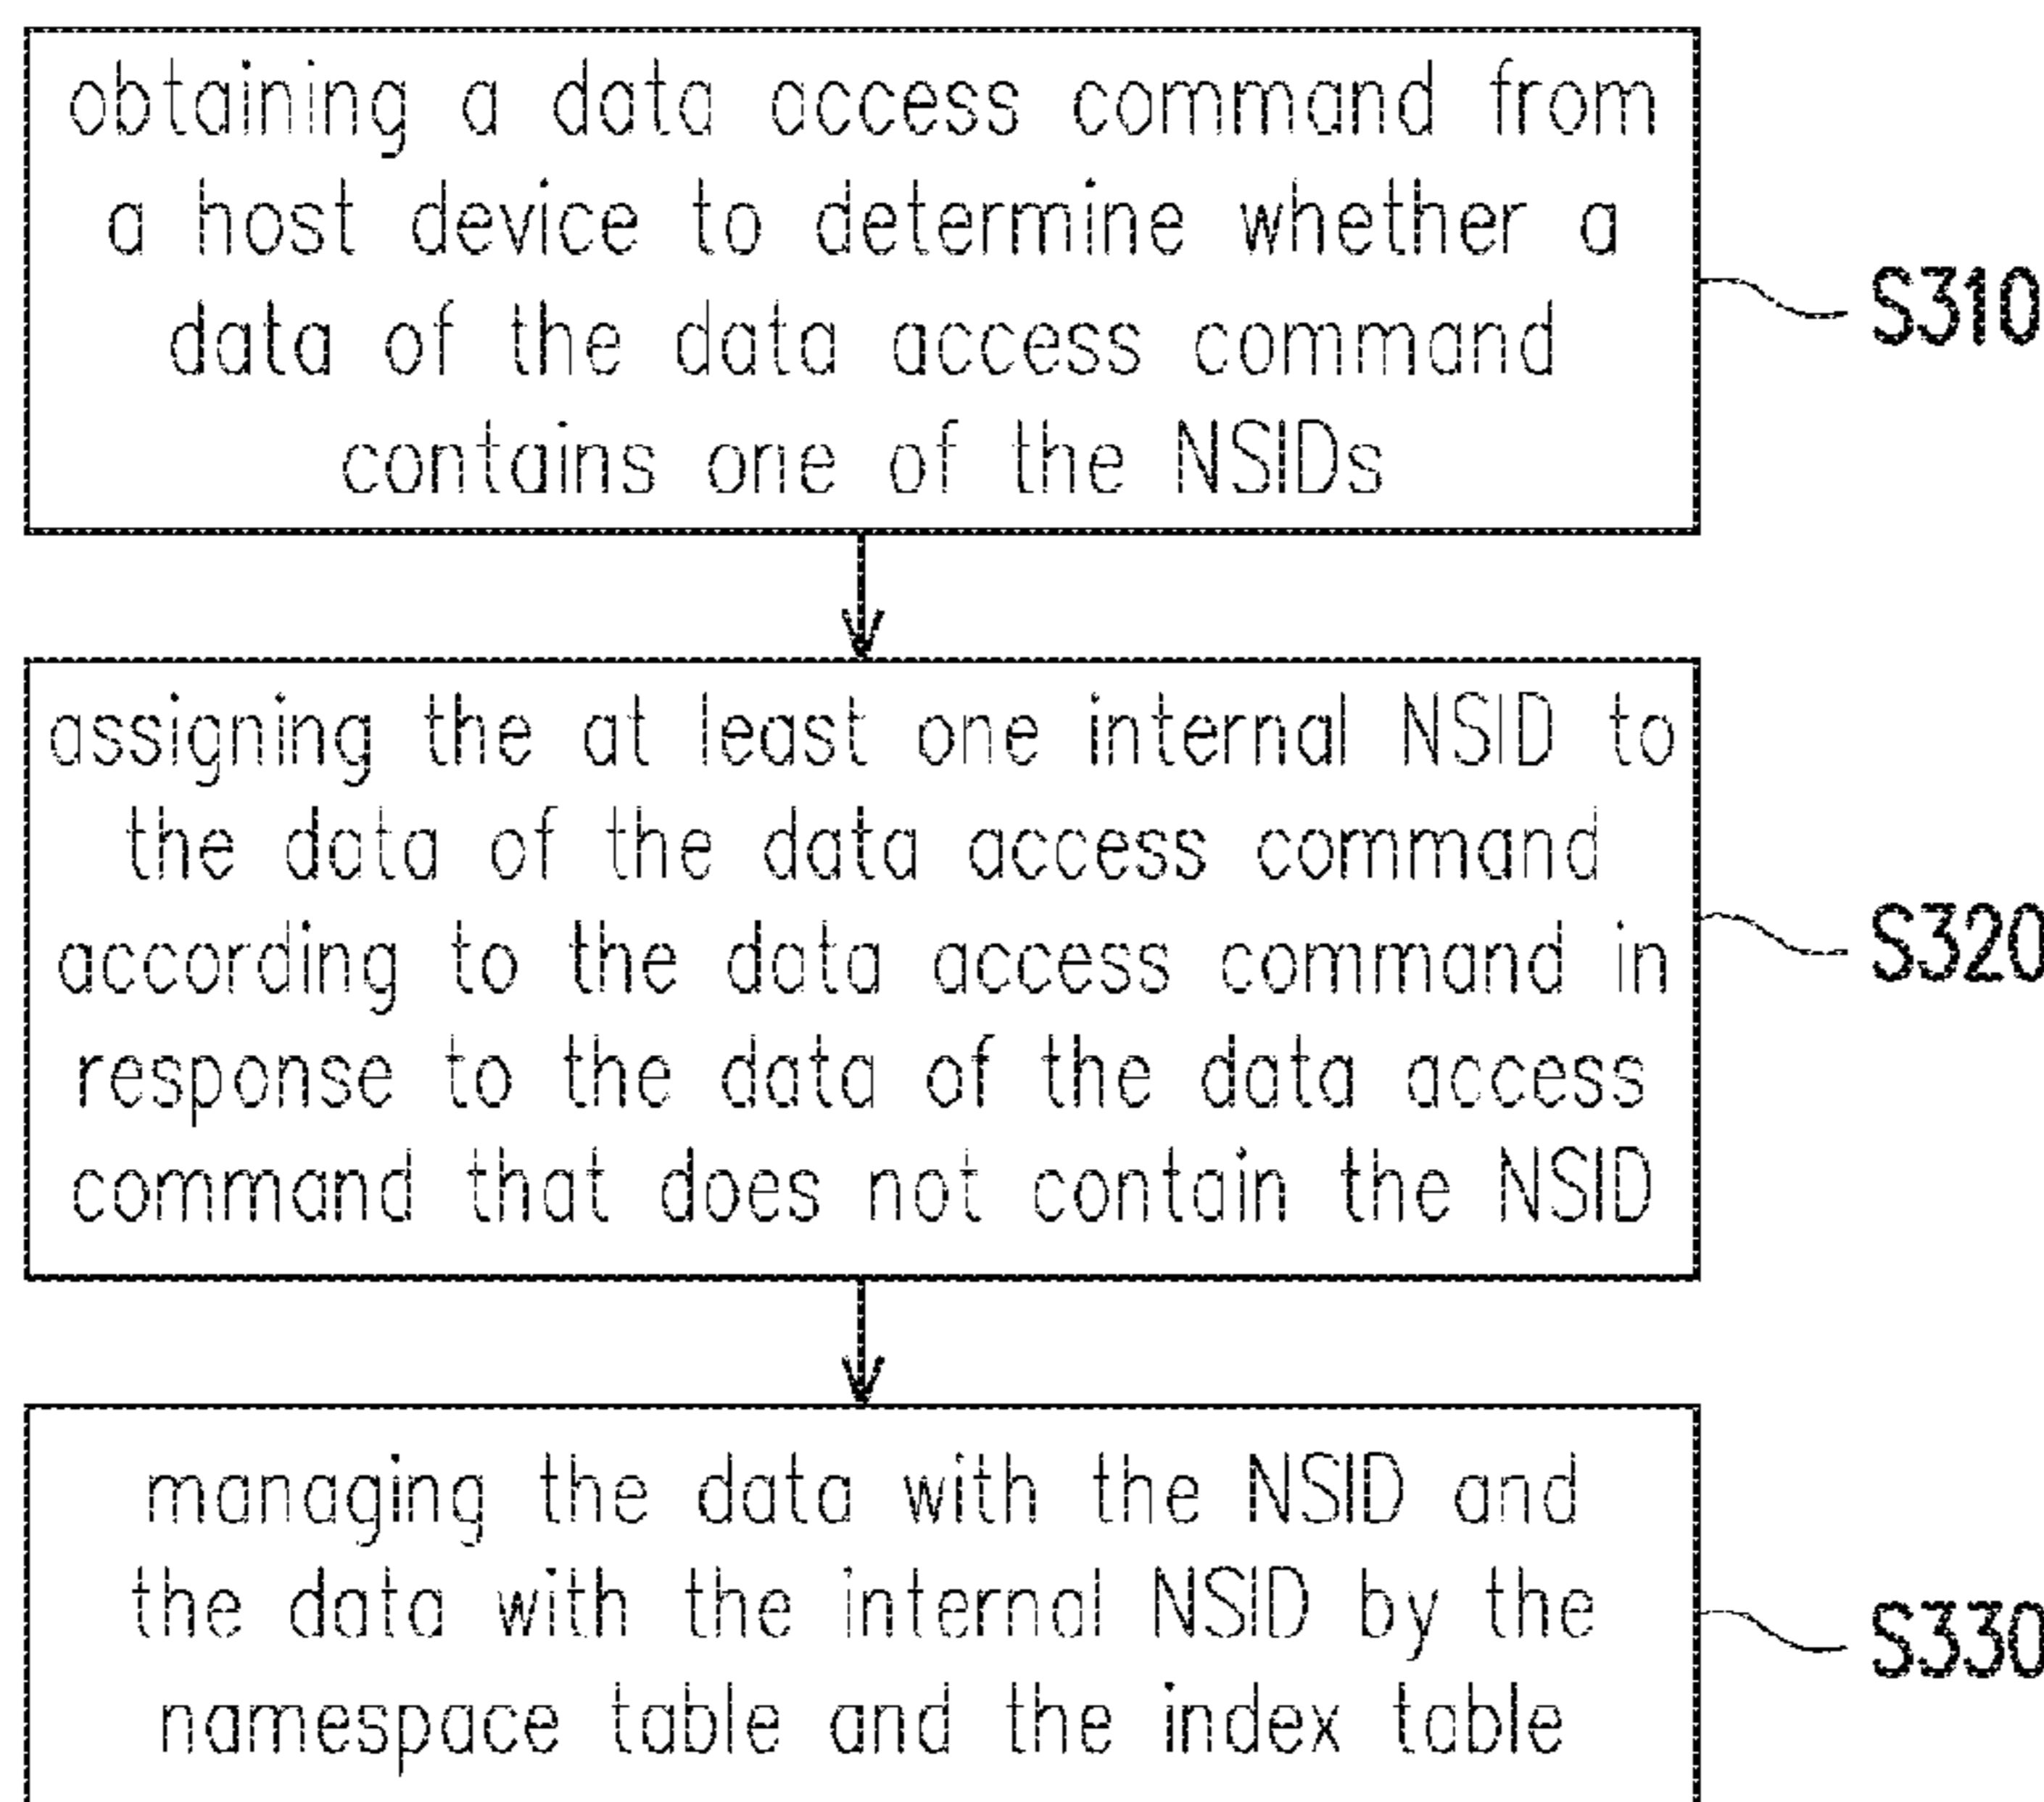 obtaining a data access command from
a host device to determine whether a
data of the data access command
contains one of the NSIDs
S310
assigning the at least one internal NSID to
the data of the data access command
according to the data access command in
response to the data of the data access
command that does not contain the NSID
S320
managing the data with the NSID and
the data with the internal NSID by the
namespace table and the index table
S330